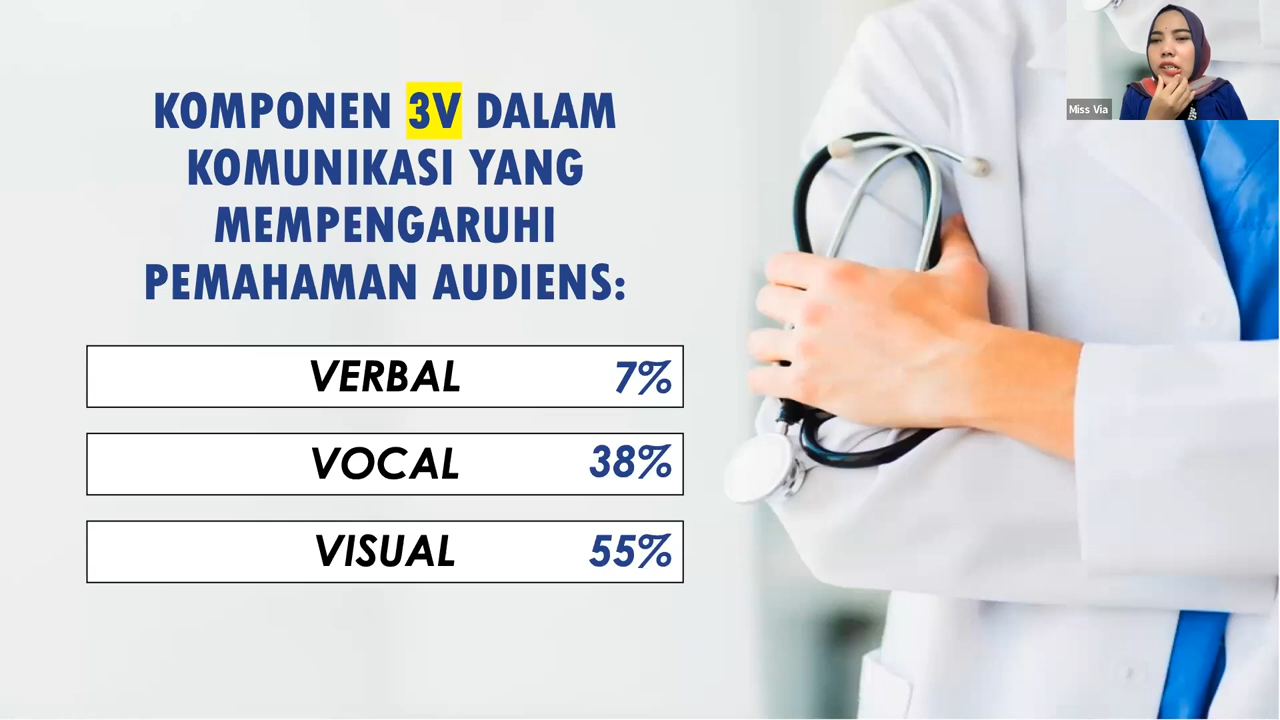 KOMPONEN 3V DALAM
KOMUNIKASI YANG
MEMPENGARUHI
PEMAHAMAN AUDIENS:
VERBAL 7%
VOCAL 38%
VISUAL 55%
Miss Via